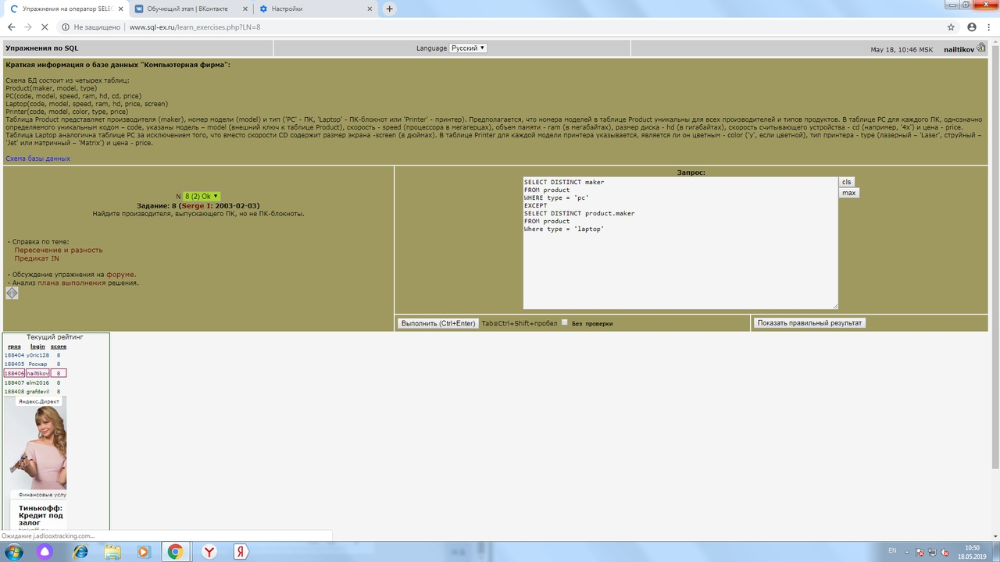 Упражнения на оператор SELEC
Обучающий этап | ВКонтакте
Настройки
Не защищено | www.sql-ex.ru/learn_exercises.php?LN=8
Упражнения по SQL
Language Русский
May 18, 10:46 MSK nailtikov
Краткая информация о базе данных "Компьютерная фирма":
Схема БД состоит из четырех таблиц:
Product(maker, model, type)
PC(code, model, speed, ram, hd, cd, price)
Laptop(code, model, speed, ram, hd, price, screen)
Printer(code, model, color, type, price)
Таблица Product представляет производителя (maker), номер модели (model) и тип ('PC' - ПК, 'Laptop' - ПК-блокнот или 'Printer' - принтер). Предполагается, что номера моделей в таблице Product уникальны для всех производителей и типов продуктов. В таблице PC для каждого ПК, однозначно
определяемого уникальным кодом – code, указаны модель – model (внешний ключ к таблице Product), скорость - speed (процессора в мегагерцах), объем памяти - ram (в мегабайтах), размер диска - hd (в гигабайтах), скорость считывающего устройства - cd (например, '4x') и цена - price.
Таблица Laptop аналогична таблице РС за исключением того, что вместо скорости CD содержит размер экрана -screen (в дюймах). В таблице Printer для каждой модели принтера указывается, является ли он цветным - color ('y', если цветной), тип принтера - type (лазерный – 'Laser', струйный –
'Jet' или матричный – 'Matrix') и цена - price.
Схема базы данных
N 8 (2) Ok
Задание: 8 (Serge I: 2003-02-03)
Найдите производителя, выпускающего ПК, но не ПК-блокноты.
• Справка по теме:
Пересечение и разность
Предикат IN
• Обсуждение упражнения на форуме.
• Анализ плана выполнения решения.
Запрос:
SELECT DISTINCT maker
FROM product
WHERE type = 'pc'
EXCEPT
SELECT DISTINCT product.maker
FROM product
Where type = 'laptop'
cls
max
Выполнить (Ctrl+Enter) Tab≡Ctrl+Shift+пробел Без проверки
Показать правильный результат
Текущий рейтинг
rpos login score
188404 y0ric128 8
188405 Роскар 8
188406 nailtikov 8
188407 elm2016 8
188408 grafdevil 8
Яндекс.Директ
Финансовые услу
Тинькофф:
Кредит под
залог
Ожидание j.adlooxtracking.com...
EN
10:50
18.05.2019